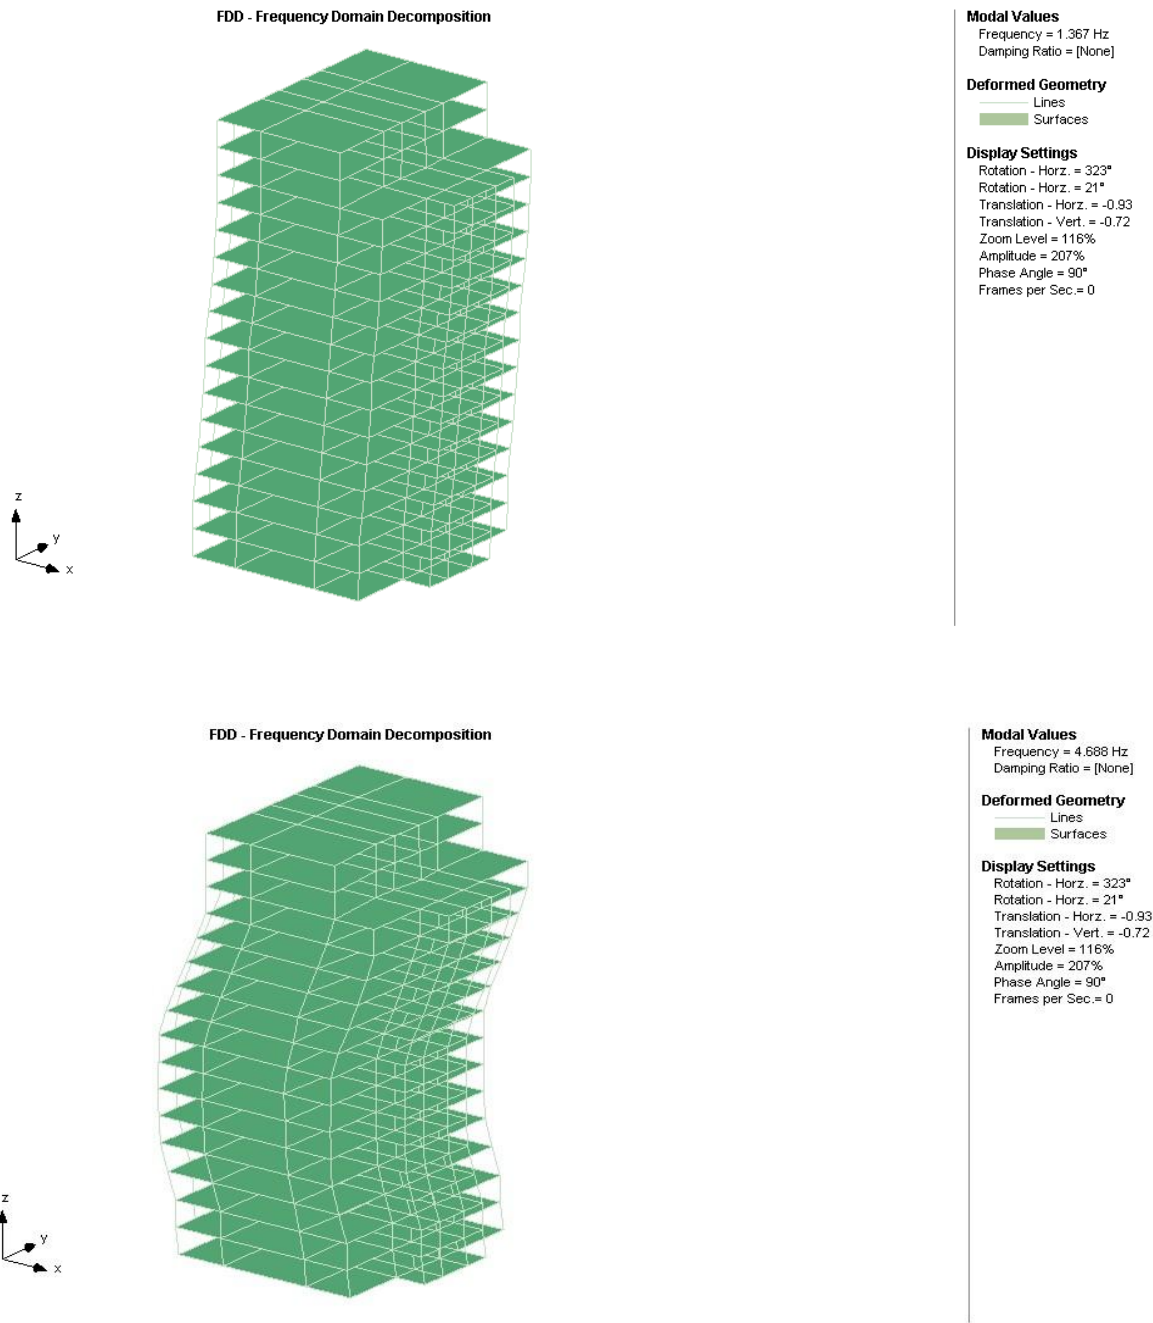 FDD - Frequency Domain Decomposition
Modal Values
Frequency = 1.367 Hz
Damping Ratio = [None]
Deformed Geometry
Lines
Surfaces
Display Settings
Rotation - Horz. = 323°
Rotation - Horz. = 21°
Translation - Horz. = -0.93
Translation - Vert. = -0.72
Zoom Level = 116%
Amplitude = 207%
Phase Angle = 90°
Frames per Sec.= 0
z
y
x
FDD - Frequency Domain Decomposition
Modal Values
Frequency = 4.688 Hz
Damping Ratio = [None]
Deformed Geometry
Lines
Surfaces
Display Settings
Rotation - Horz. = 323°
Rotation - Horz. = 21°
Translation - Horz. = -0.93
Translation - Vert. = -0.72
Zoom Level = 116%
Amplitude = 207%
Phase Angle = 90°
Frames per Sec.= 0
z
y
x